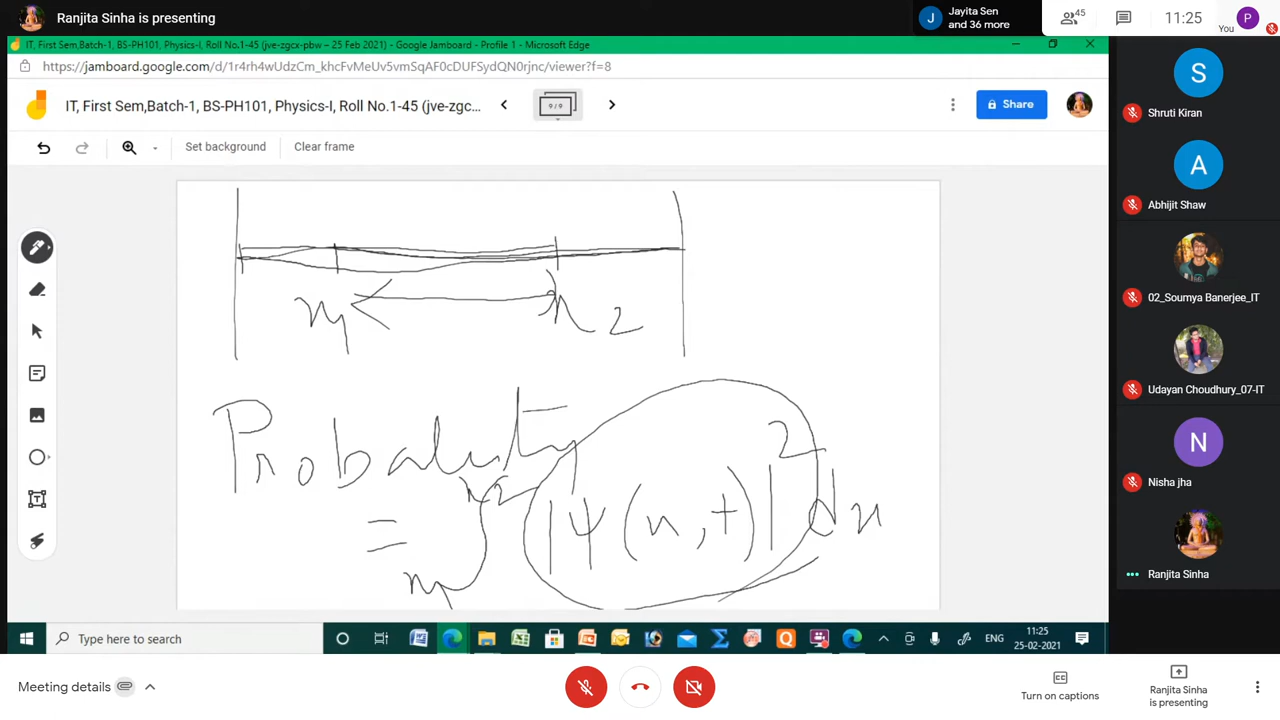 Ranjita Sinha is presenting
Jayita Sen
and 36 more
45
11:25
You
IT, First Sem,Batch-1, BS-PH101, Physics-I, Roll No.1-45 (jve-zgcx-pbw – 25 Feb 2021) - Google Jamboard - Profile 1 - Microsoft Edge
https://jamboard.google.com/d/1r4rh4wUdzCm_khcFvMeUv5vmSqAF0cDUFSydQN0rjnc/viewer?f=8
IT, First Sem,Batch-1, BS-PH101, Physics-I, Roll No.1-45 (jve-zgc...
9/9
Share
Set background
Clear frame
x1
x2
Probability
= x1 ∫ x2 |ψ(x,t)|² dx
S
Shruti Kiran
A
Abhijit Shaw
02_Soumya Banerjee_IT
Udayan Choudhury_07-IT
N
Nisha jha
Ranjita Sinha
Type here to search
ENG
11:25
25-02-2021
Meeting details
Turn on captions
Ranjita Sinha
is presenting